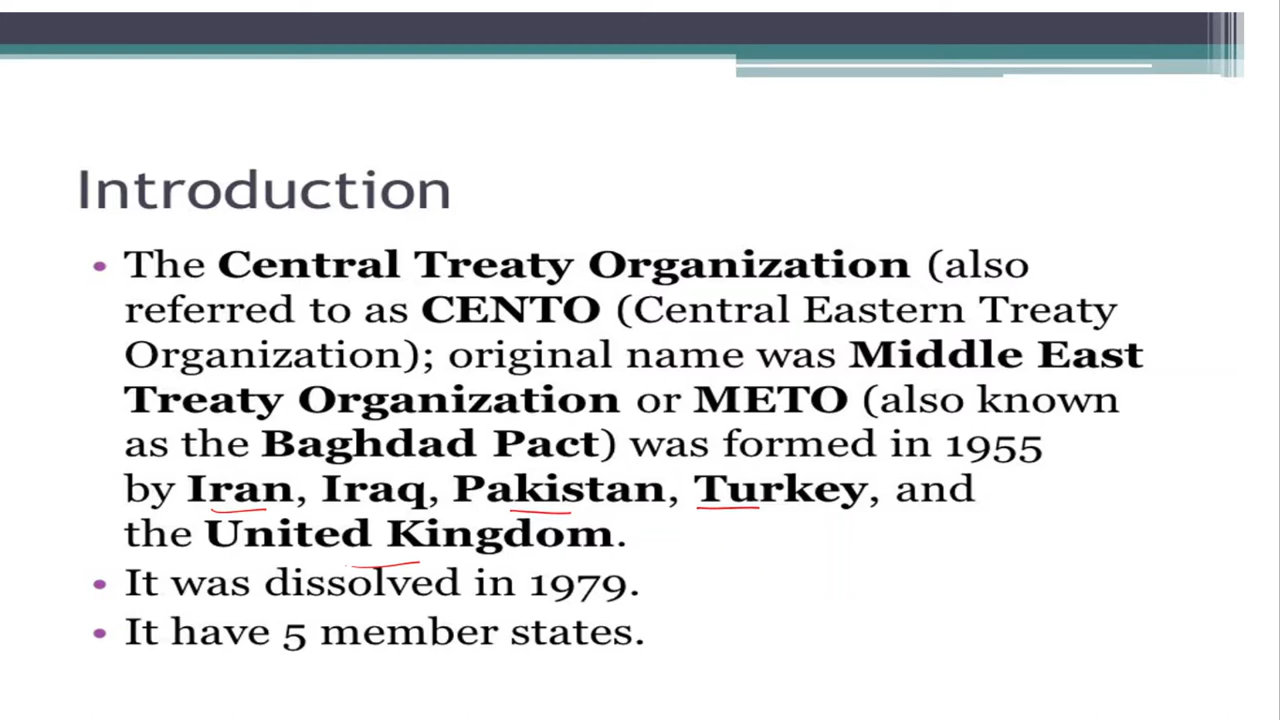 Introduction
• The Central Treaty Organization (also
referred to as CENTO (Central Eastern Treaty
Organization); original name was Middle East
Treaty Organization or METO (also known
as the Baghdad Pact) was formed in 1955
by Iran, Iraq, Pakistan, Turkey, and
the United Kingdom.
• It was dissolved in 1979.
• It have 5 member states.